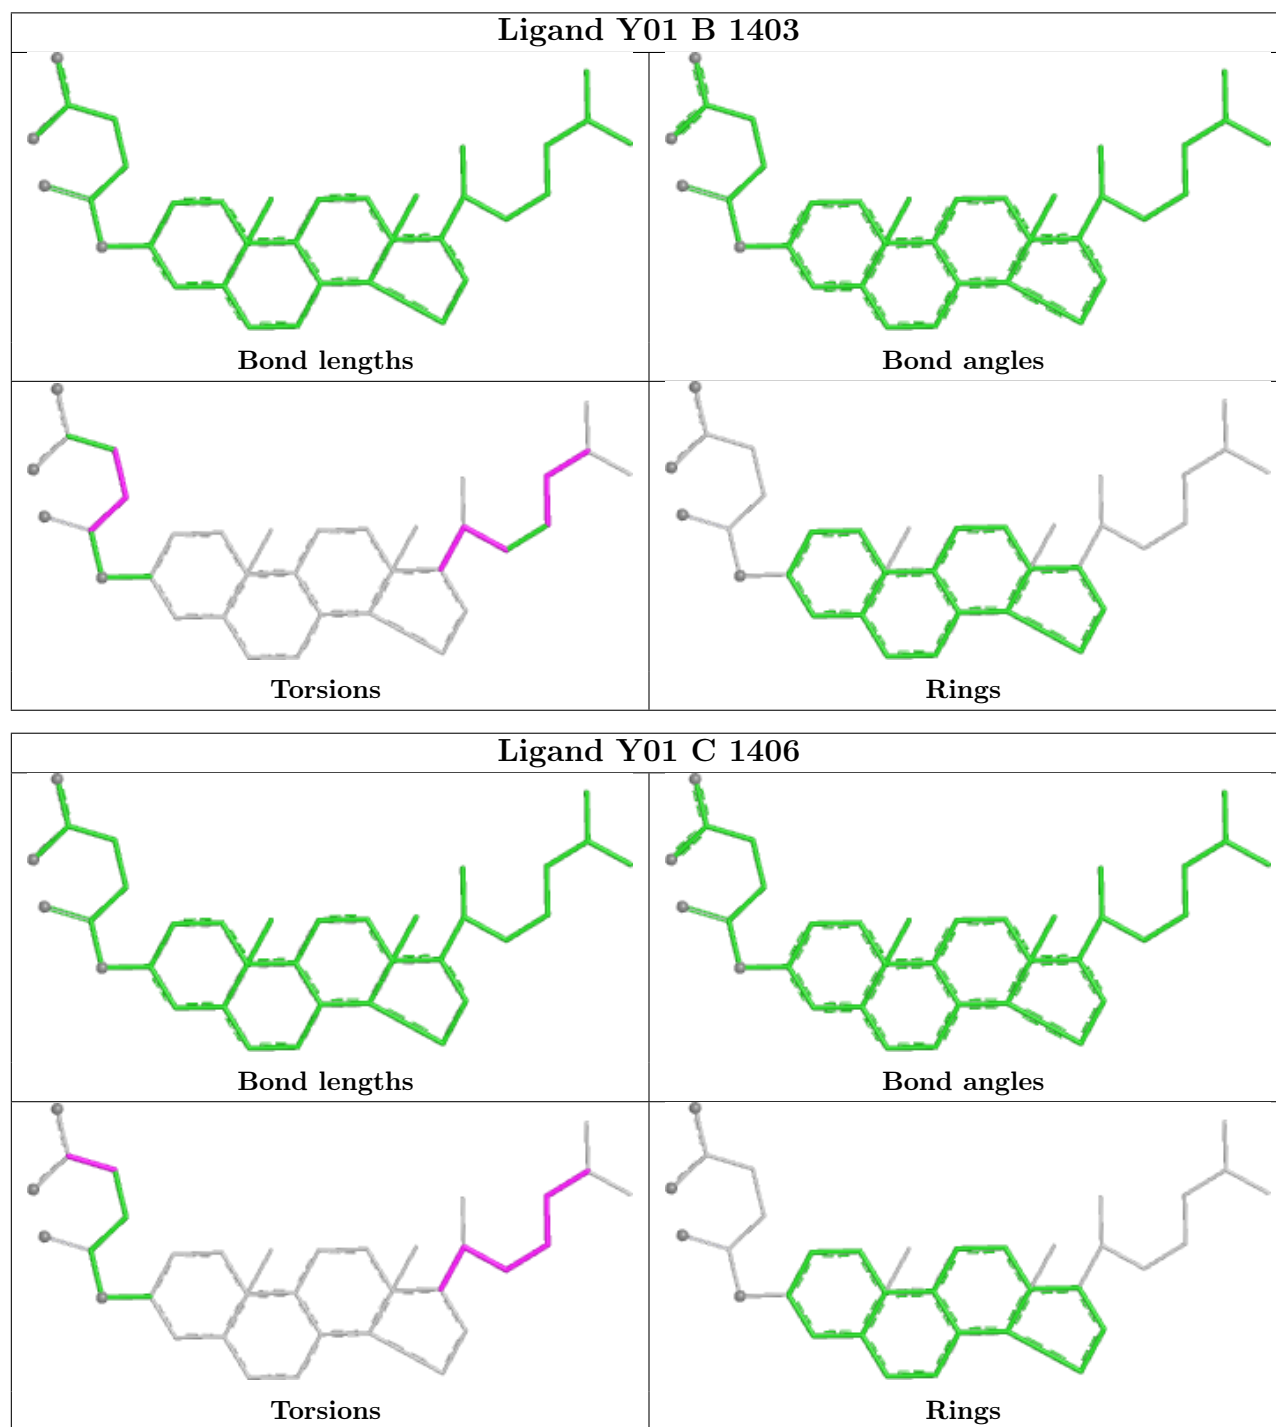 Ligand Y01 B 1403
Bond lengths
Bond angles
Torsions
Rings
Ligand Y01 C 1406
Bond lengths
Bond angles
Torsions
Rings